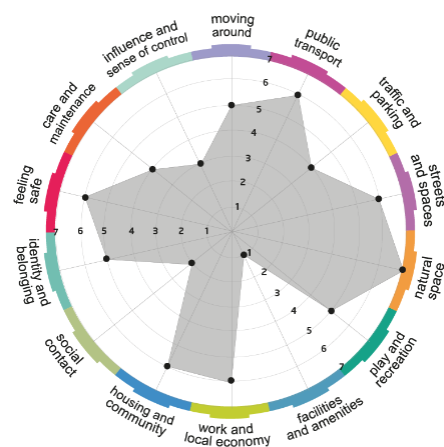 moving
around
public
transport
traffic and
parking
streets
and spaces
natural
space
play and
recreation
facilities
and amenities
work and
local economy
housing and
community
social
contact
identity and
belonging
feeling
safe
care and
maintenance
influence and
sense of control
7
6
5
4
3
2
1
7 6 5 4 3 2 1
1
2
3
4
5
6
7